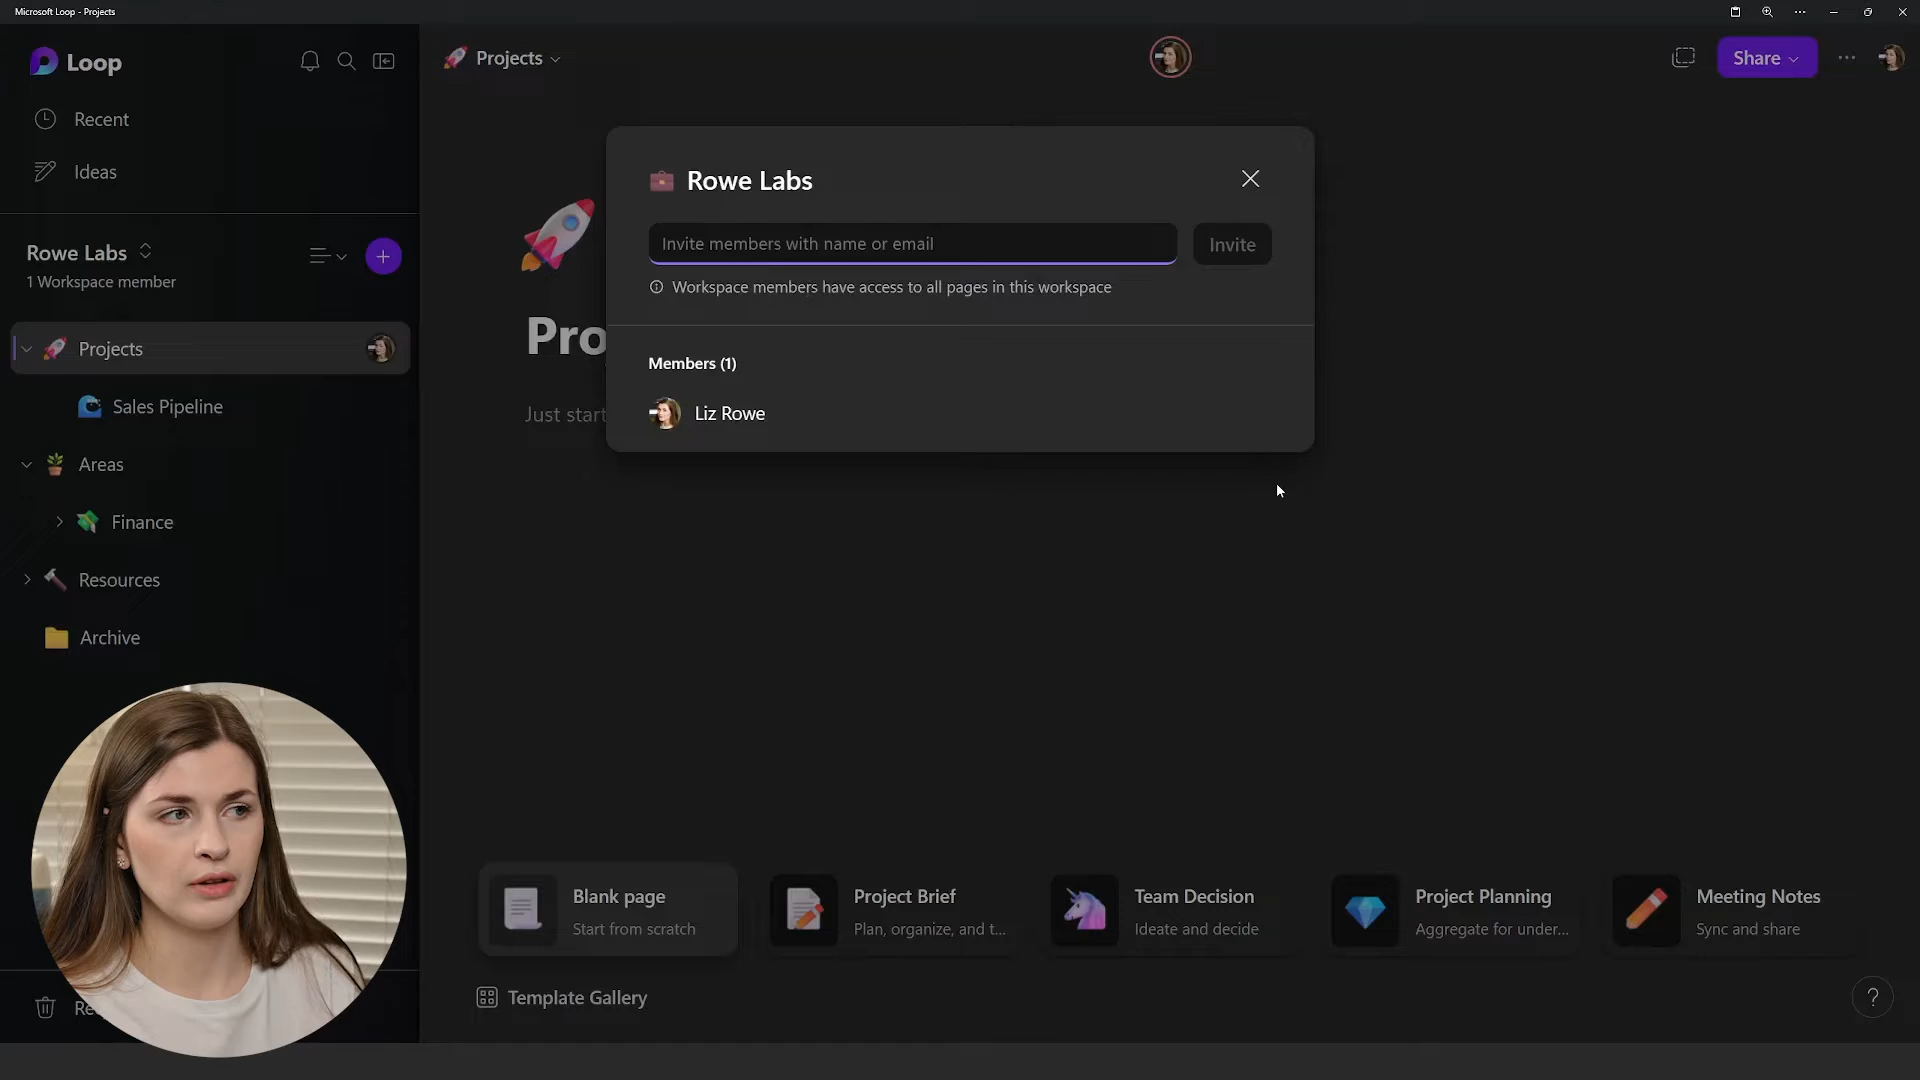 Microsoft Loop - Projects
Loop
Recent
Ideas
Rowe Labs
1 Workspace member
Projects
Sales Pipeline
Areas
Finance
Resources
Archive
Projects
Share
Rowe Labs
Invite members with name or email
Invite
Workspace members have access to all pages in this workspace
Members (1)
Liz Rowe
Pro
Just start
Blank page
Start from scratch
Project Brief
Plan, organize, and t...
Team Decision
Ideate and decide
Project Planning
Aggregate for under...
Meeting Notes
Sync and share
Template Gallery
?